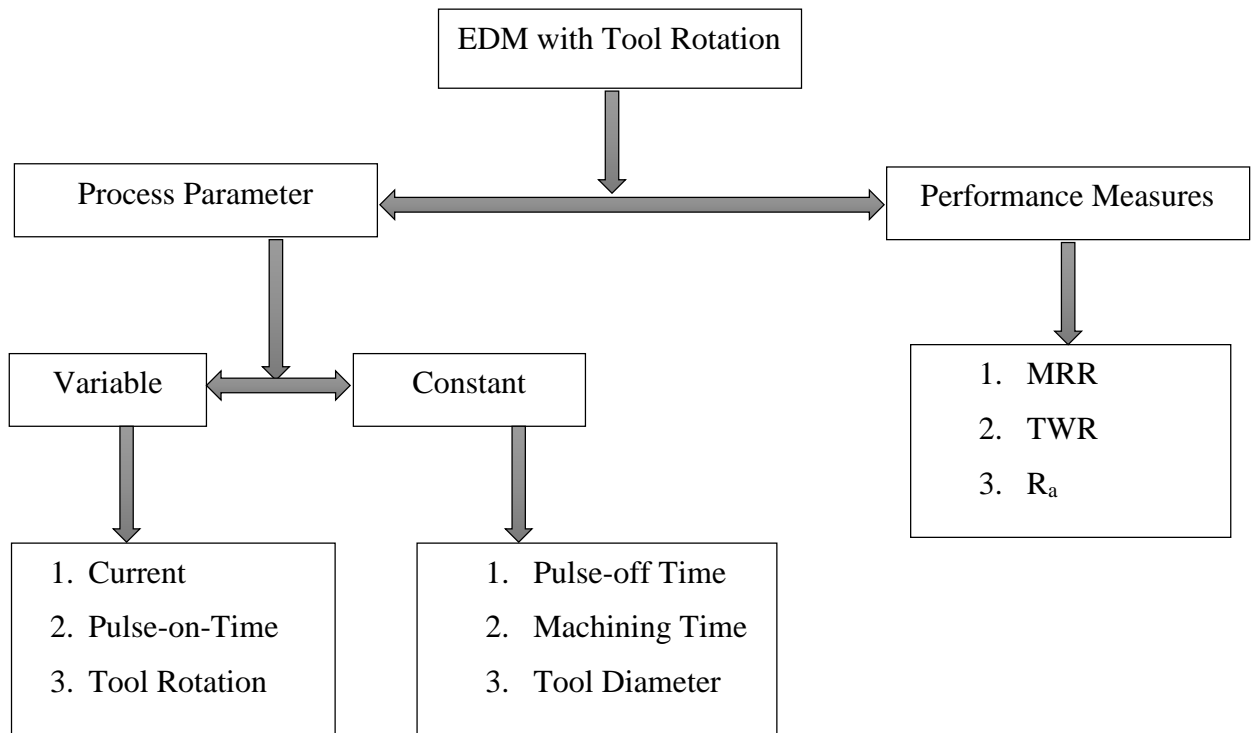 EDM with Tool Rotation
Process Parameter
Performance Measures
Variable
Constant
1. MRR
2. TWR
3. Rₐ
1. Current
2. Pulse-on-Time
3. Tool Rotation
1. Pulse-off Time
2. Machining Time
3. Tool Diameter